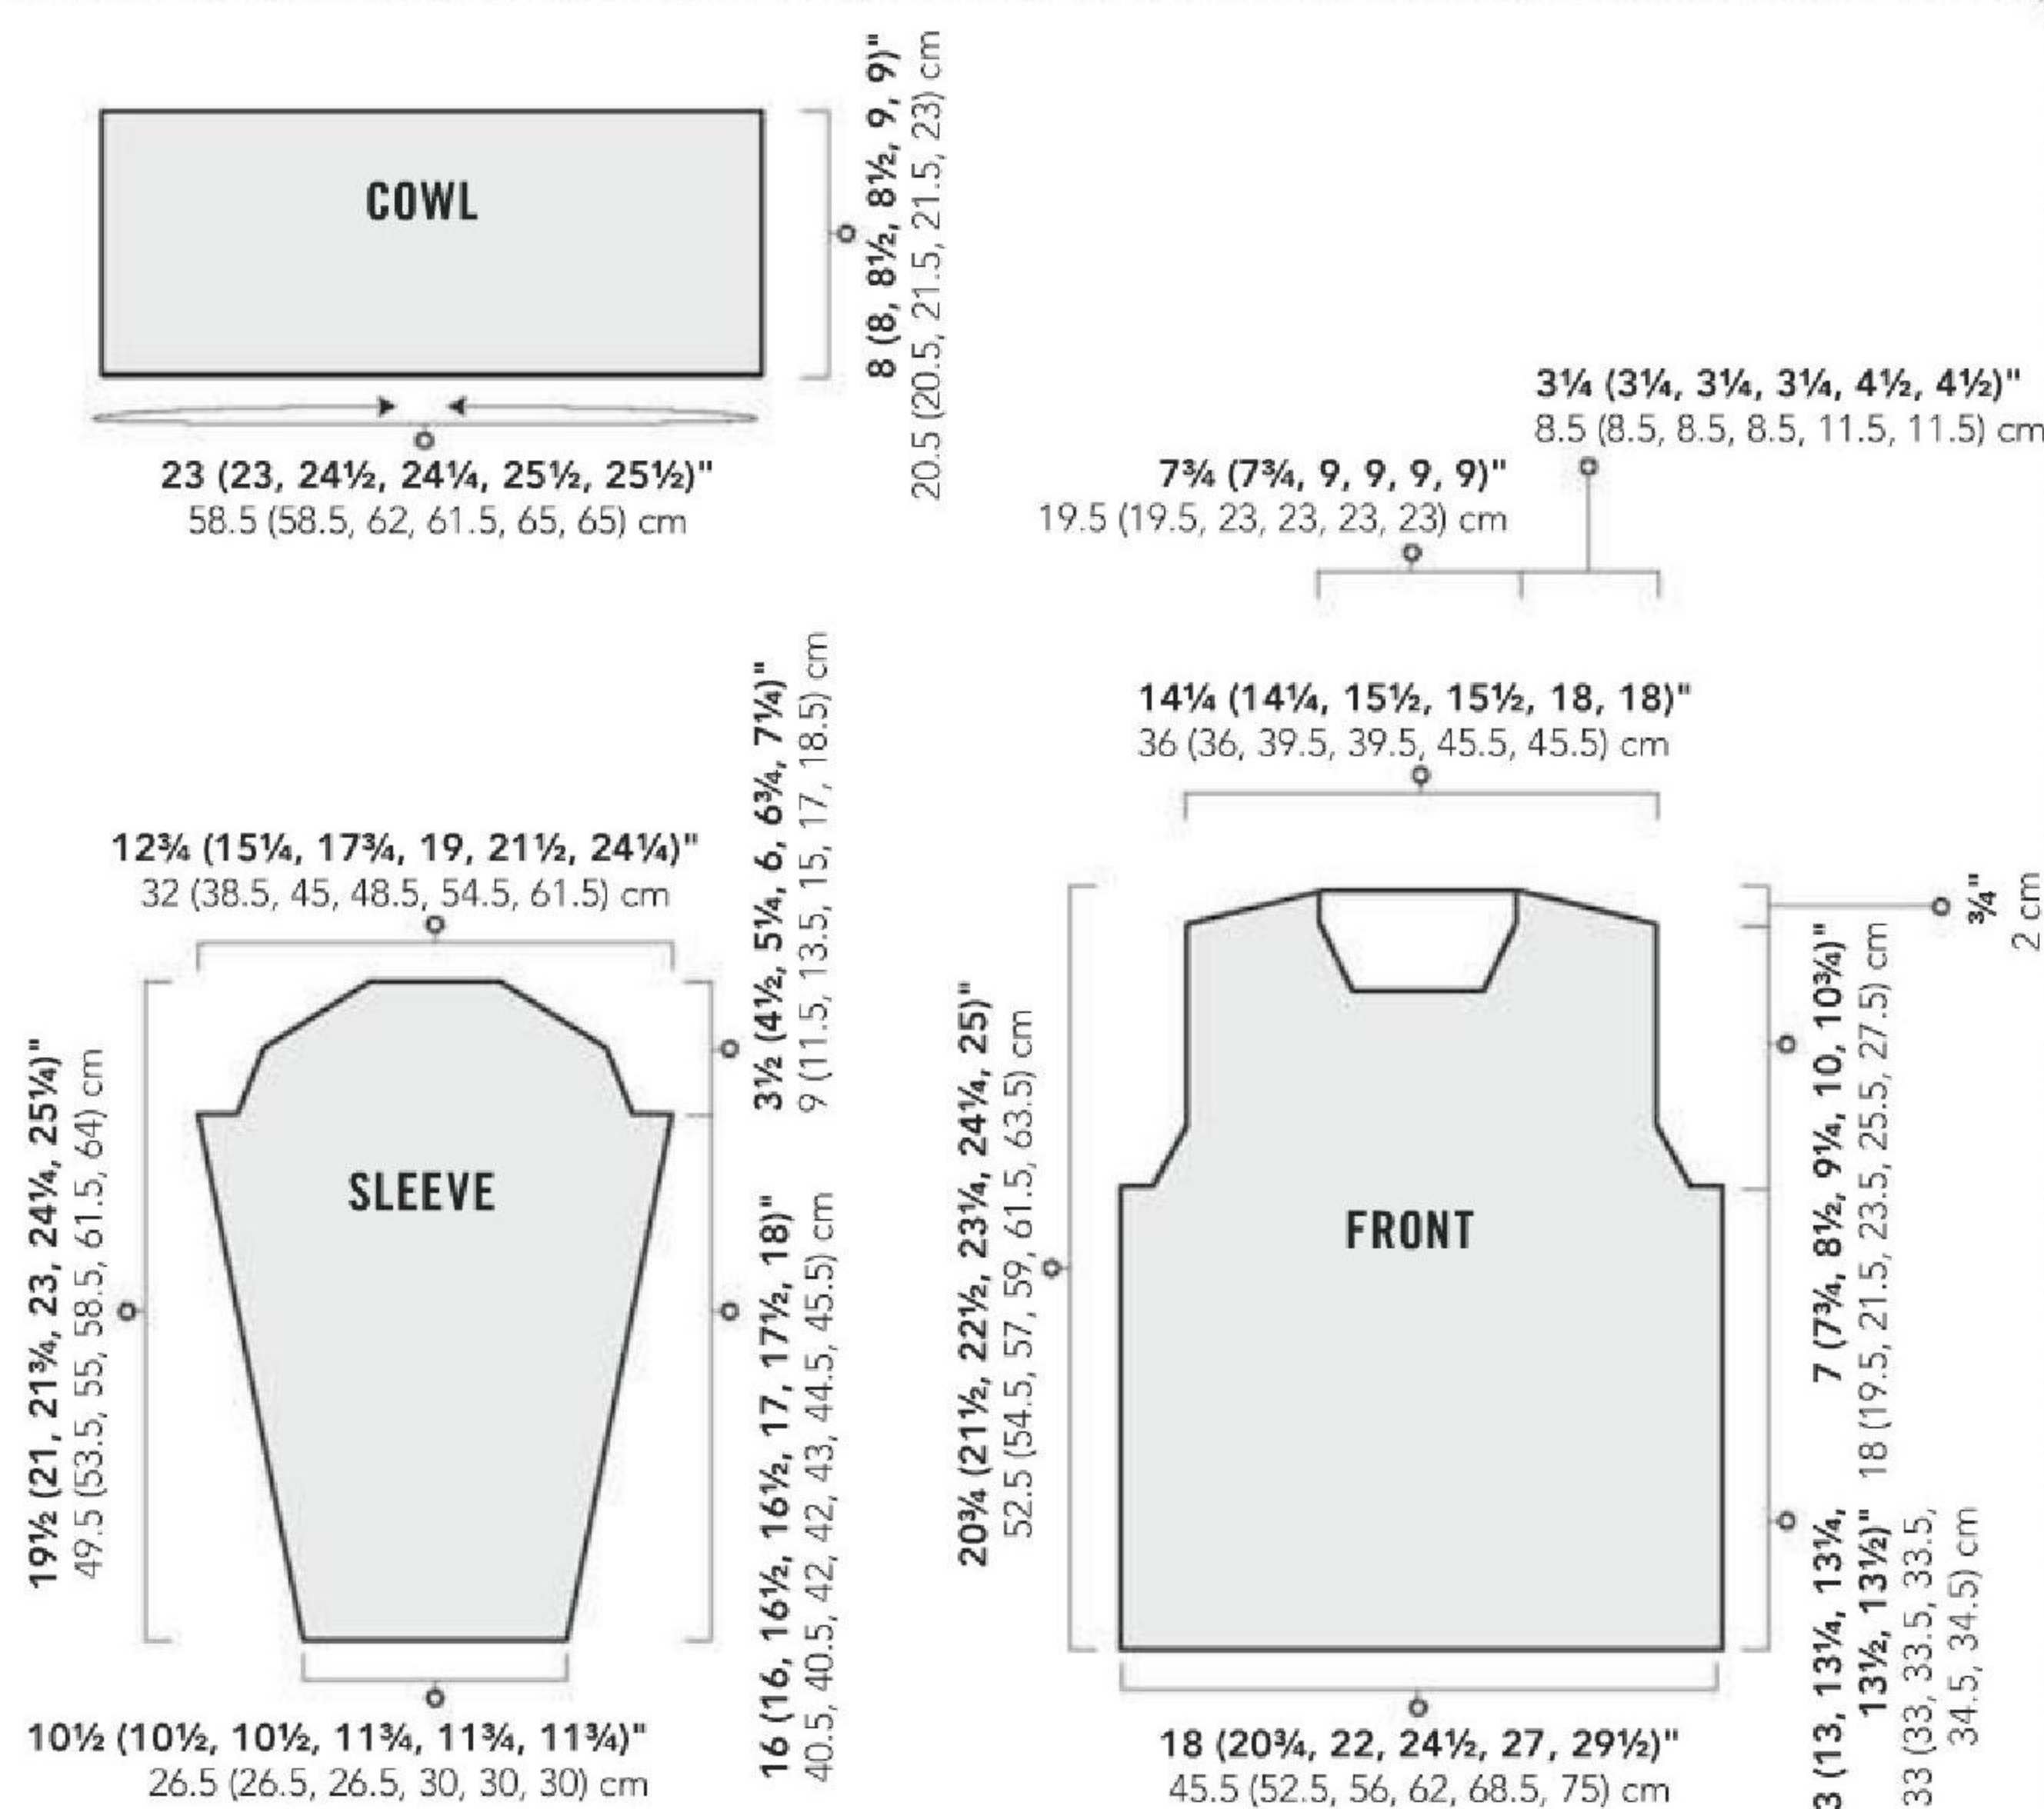 COWL
8 (8, 8½, 8½, 9, 9)"
20.5 (20.5, 21.5, 21.5, 23) cm
23 (23, 24½, 24¼, 25½, 25½)"
58.5 (58.5, 62, 61.5, 65, 65) cm
3¼ (3¼, 3¼, 3¼, 4½, 4½)"
8.5 (8.5, 8.5, 8.5, 11.5, 11.5) cm
7¾ (7¾, 9, 9, 9, 9)"
19.5 (19.5, 23, 23, 23, 23) cm
14¼ (14¼, 15½, 15½, 18, 18)"
36 (36, 39.5, 39.5, 45.5, 45.5) cm
12¾ (15¼, 17¾, 19, 21½, 24¼)"
32 (38.5, 45, 48.5, 54.5, 61.5) cm
3½ (4½, 5¼, 6, 6¾, 7¼)"
9 (11.5, 13.5, 15, 17, 18.5) cm
19½ (21, 21¾, 23, 24¼, 25¼)"
49.5 (53.5, 55, 58.5, 61.5, 64) cm
SLEEVE
16 (16, 16½, 16½, 17, 17½, 18)"
40.5, 40.5, 42, 42, 43, 44.5, 45.5) cm
10½ (10½, 10½, 11¾, 11¾, 11¾)"
26.5 (26.5, 26.5, 30, 30, 30) cm
¾"
2 cm
20¾ (21½, 22½, 23¼, 24¼, 25)"
52.5 (54.5, 57, 59, 61.5, 63.5) cm
FRONT
7 (7¾, 8½, 9¼, 10, 10¾)"
18 (19.5, 21.5, 23.5, 25.5, 27.5) cm
3 (13, 13¼, 13¼,
13½, 13½)"
33 (33, 33.5, 33.5,
34.5, 34.5) cm
18 (20¾, 22, 24½, 27, 29½)"
45.5 (52.5, 56, 62, 68.5, 75) cm